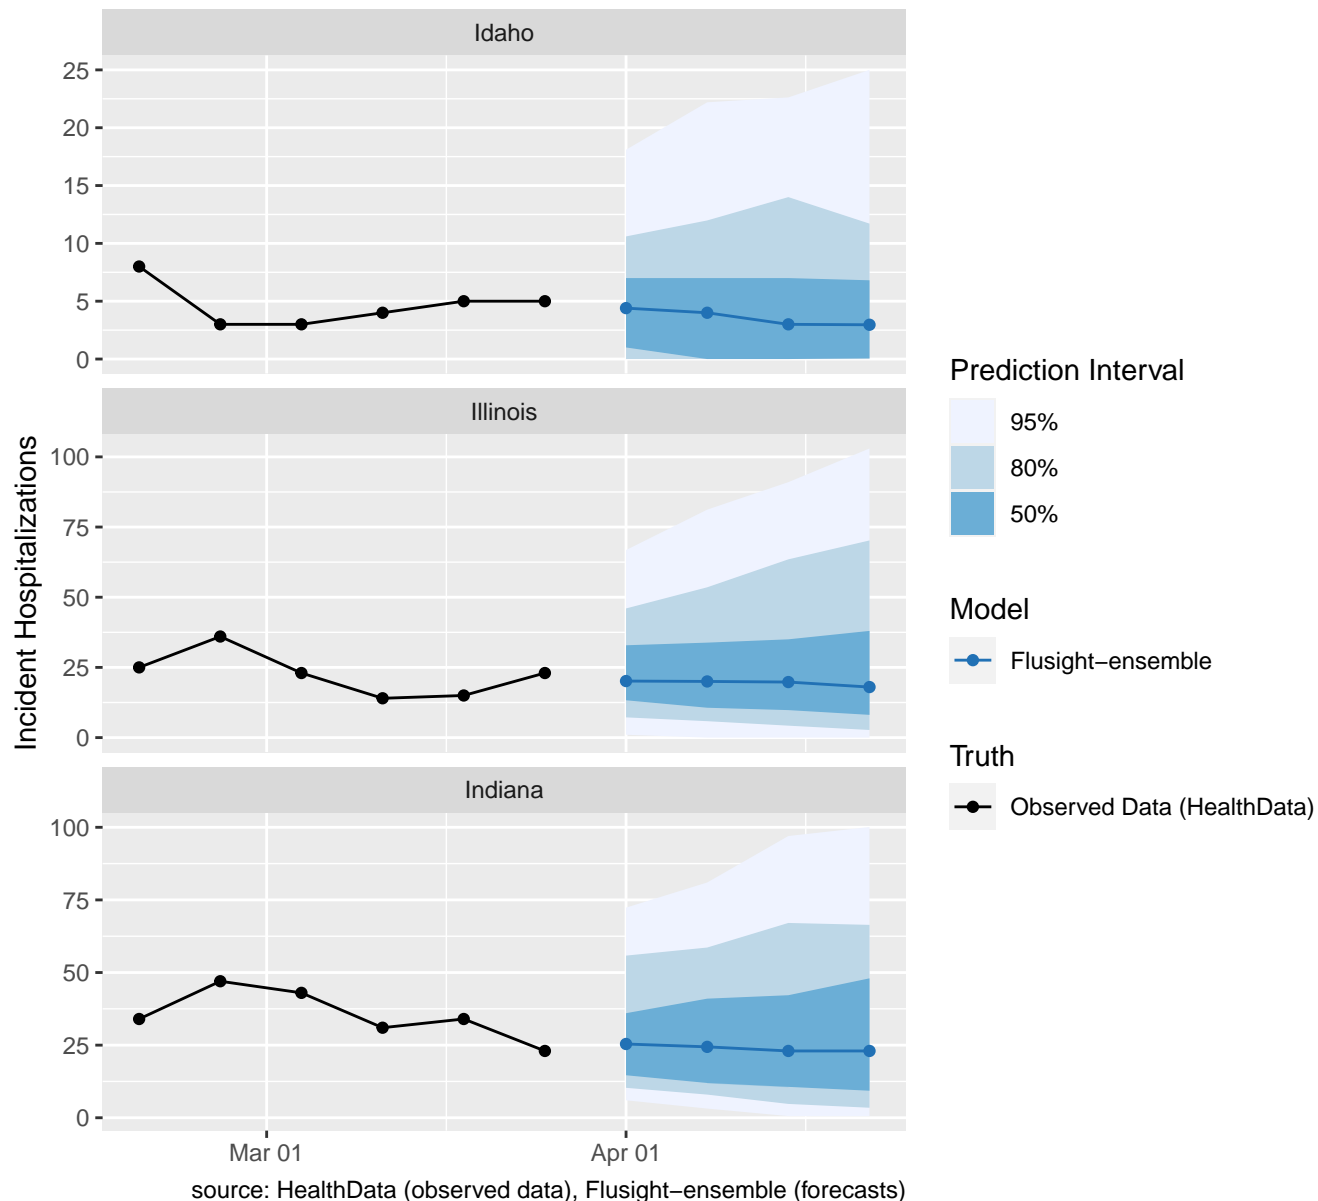 Idaho
25
20
15
10
5
0
Illinois
100
75
50
25
0
Indiana
100
75
50
25
0
Mar 01
Apr 01
Incident Hospitalizations
source: HealthData (observed data), Flusight−ensemble (forecasts)
Prediction Interval
95%
80%
50%
Model
Flusight−ensemble
Truth
Observed Data (HealthData)